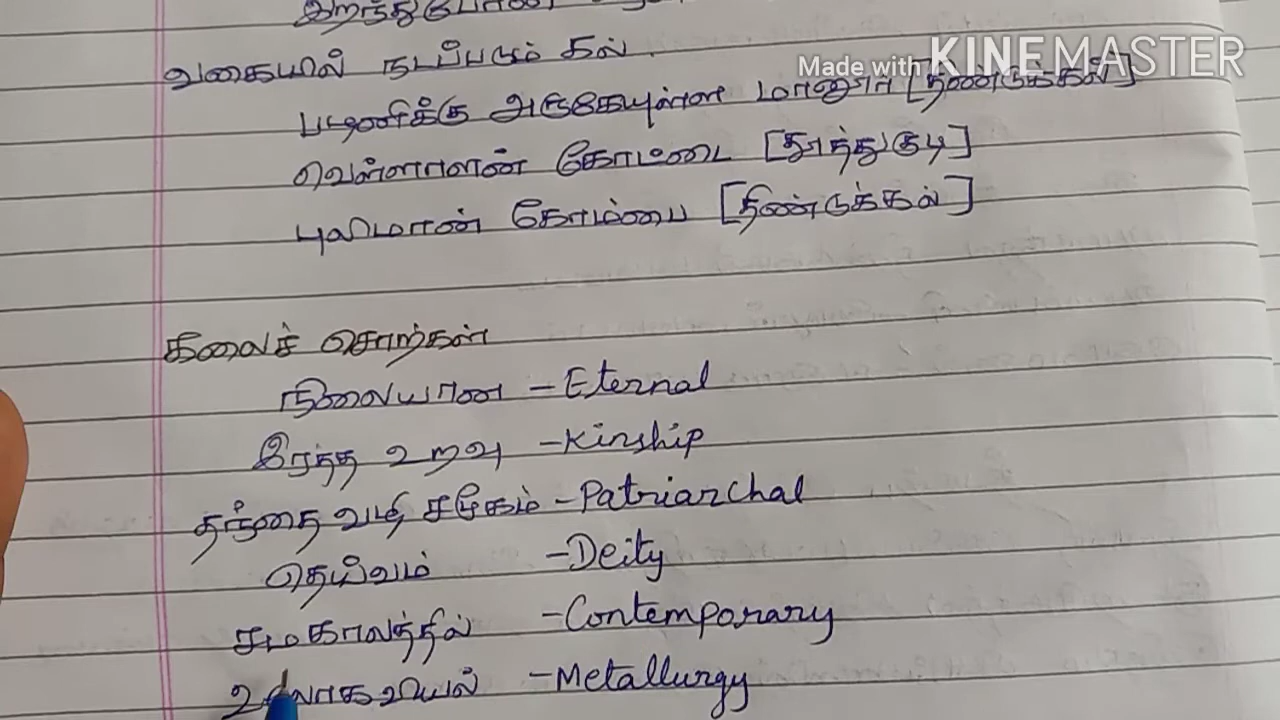 வகையில் நடப்படும் கல்.
Made with KINEMASTER
பழனிக்கு அருகேயுள்ள மானூர் [திண்டுக்கல்]
வெள்ளாளன் கோட்டை [தூத்துகுடி]
புலிமான் கோம்பை [திண்டுக்கல்]
கலைச் சொற்கள்
நிலையான - Eternal
இரத்த உறவு - Kinship
தந்தை வழி சமூகம் - Patriarchal
தெய்வம் - Deity
சமகாலத்தில் - Contemporary
உலோகவியல் - Metallurgy